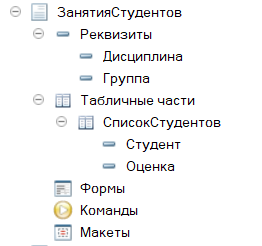 ЗанятияСтудентов
Реквизиты
Дисциплина
Группа
Табличные части
СписокСтудентов
Студент
Оценка
Формы
Команды
Макеты